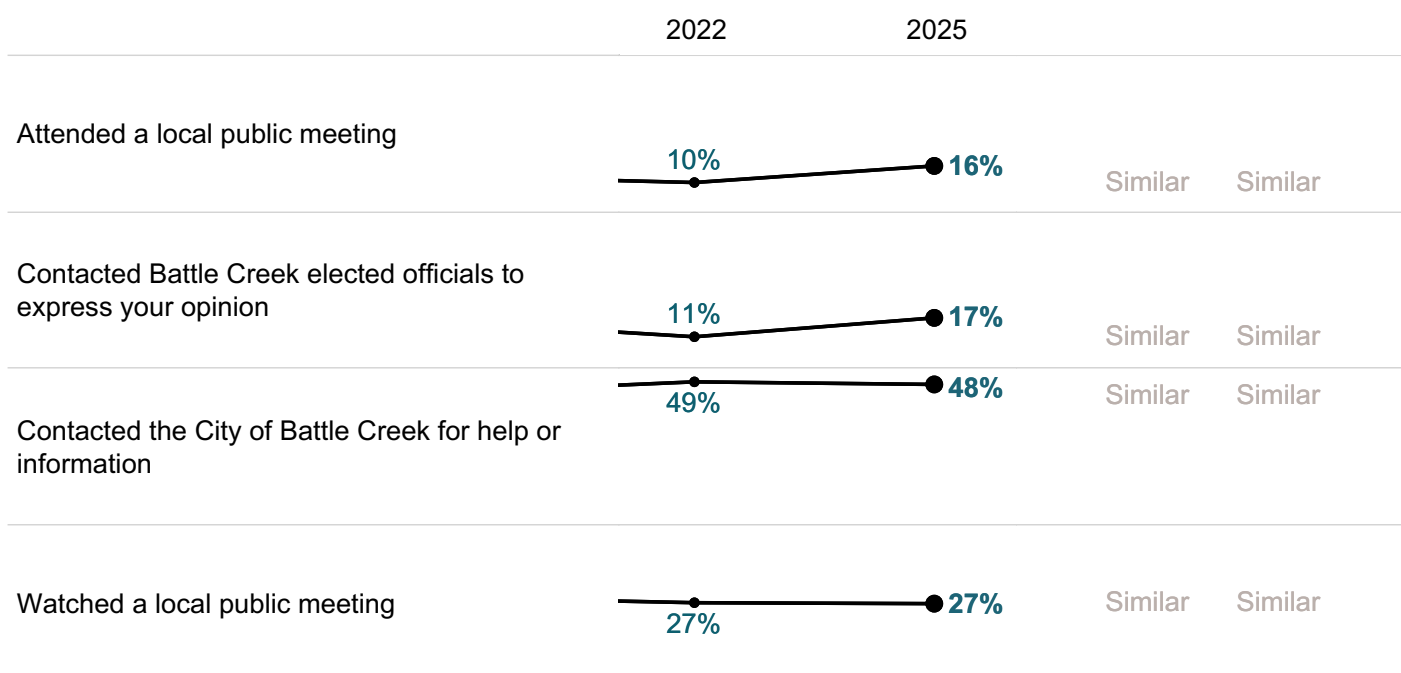 2022 2025
Attended a local public meeting
10%
16%
Similar Similar
Contacted Battle Creek elected officials to
express your opinion
11%
17%
Similar Similar
49%
48%
Similar Similar
Contacted the City of Battle Creek for help or
information
Watched a local public meeting
27%
27%
Similar Similar